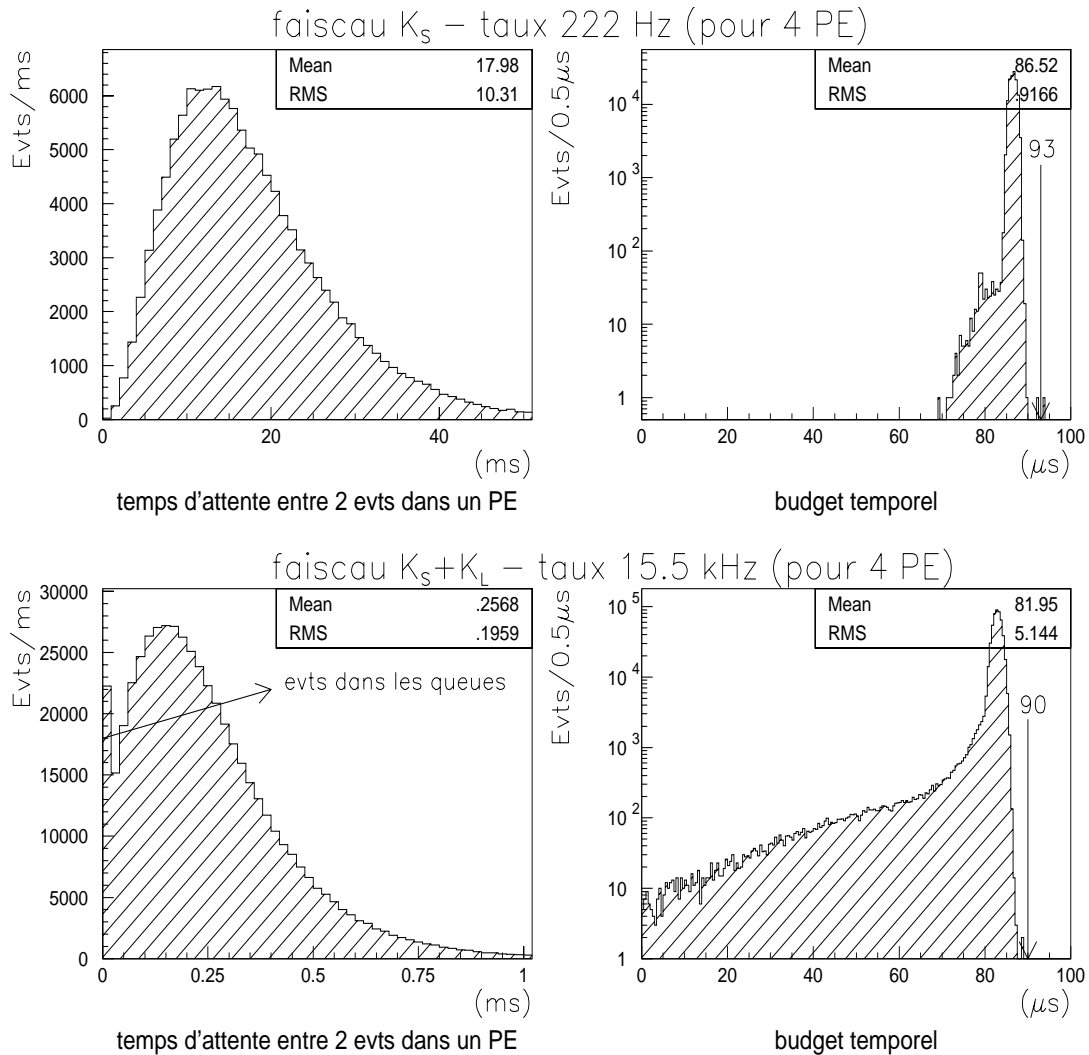 faisceau K_S – taux 222 Hz (pour 4 PE)
Evts/ms
Mean 17.98
RMS 10.31
6000
5000
4000
3000
2000
1000
0
0 20 40
(ms)
temps d'attente entre 2 evts dans un PE
Evts/0.5μs
Mean 86.52
RMS .9166
10^4
10^3
10^2
10
1
93
0 20 40 60 80 100
(μs)
budget temporel
faiscau K_S+K_L – taux 15.5 kHz (pour 4 PE)
Evts/ms
Mean .2568
RMS .1959
30000
25000
20000
15000
10000
5000
0
evts dans les queues
0 0.25 0.5 0.75 1
(ms)
temps d'attente entre 2 evts dans un PE
Evts/0.5μs
Mean 81.95
RMS 5.144
10^5
10^4
10^3
10^2
10
1
90
0 20 40 60 80 100
(μs)
budget temporel